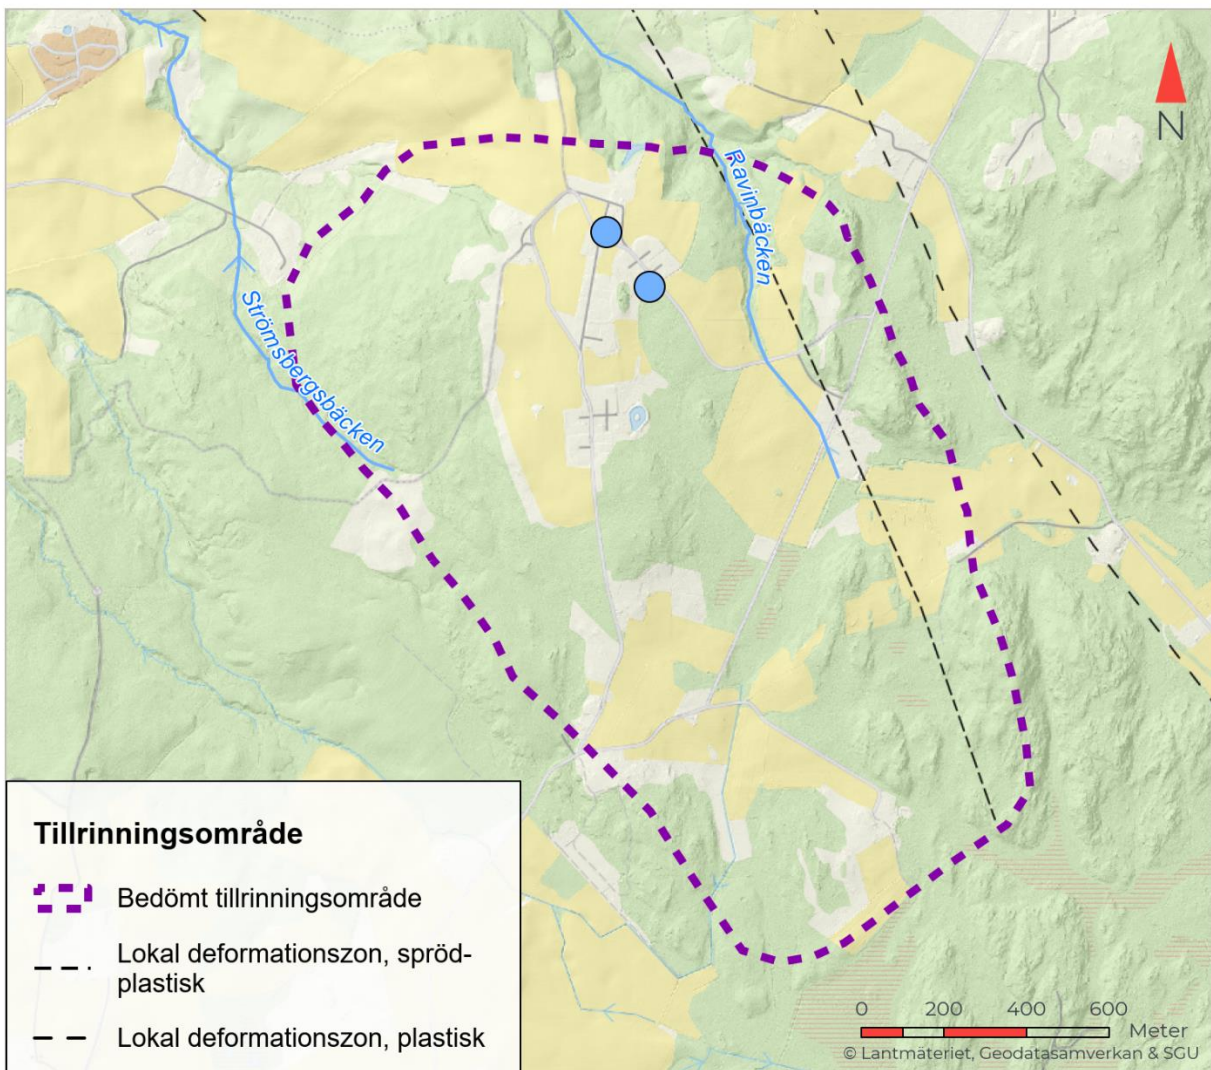 N
Ravinbäcken
Strömsbergsbäcken
Tillrinningsområde
Bedömt tillrinningsområde
Lokal deformationszon, spröd-
plastisk
Lokal deformationszon, plastisk
0 200 400 600
Meter
© Lantmäteriet, Geodatasamverkan & SGU